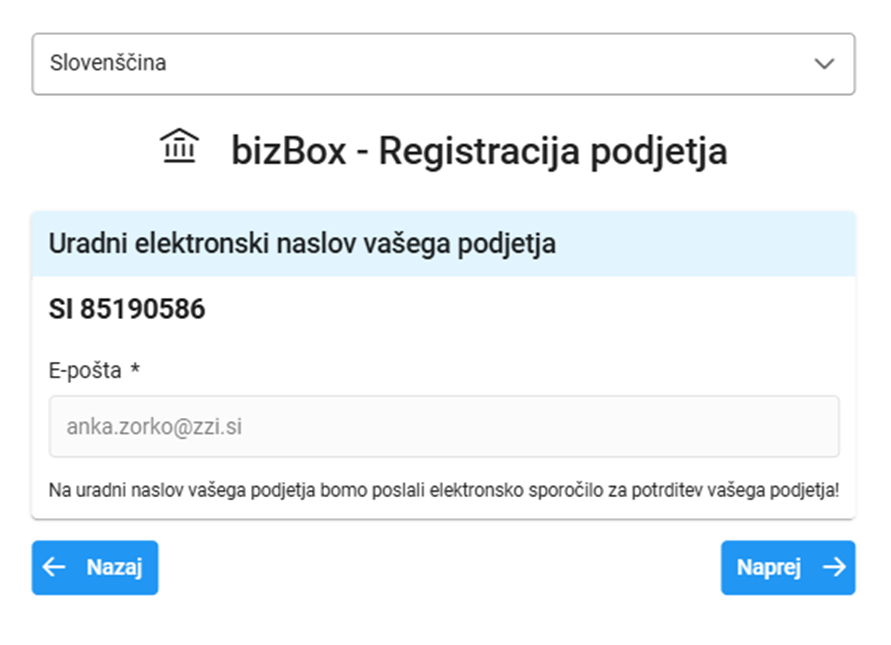 Slovenščina
bizBox - Registracija podjetja
Uradni elektronski naslov vašega podjetja
SI 85190586
E-pošta *
anka.zorko@zzi.si
Na uradni naslov vašega podjetja bomo poslali elektronsko sporočilo za potrditev vašega podjetja!
Nazaj
Naprej